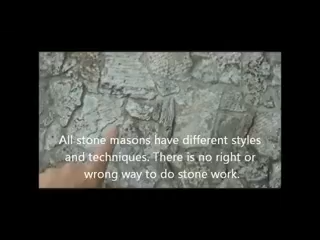 All stone masons have different styles
and techniques. There is no right or
wrong way to do stone work.